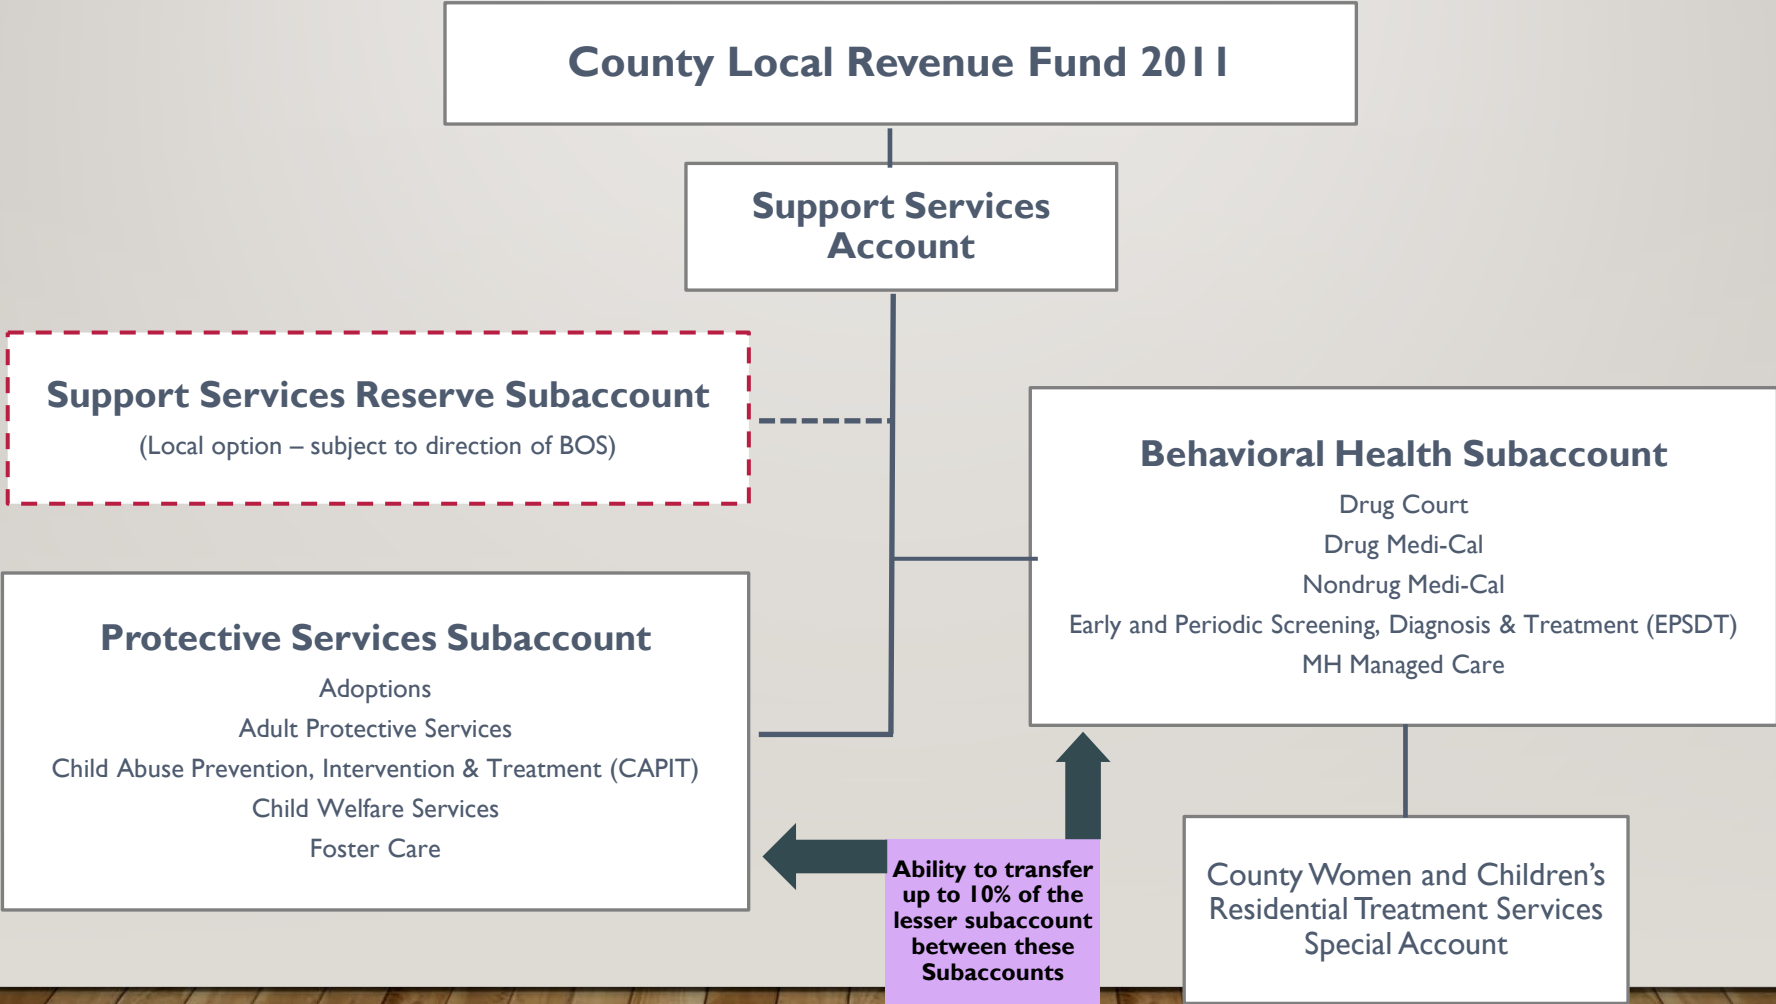 County Local Revenue Fund 2011
Support Services
Account
Support Services Reserve Subaccount
(Local option – subject to direction of BOS)
Behavioral Health Subaccount
Drug Court
Drug Medi-Cal
Nondrug Medi-Cal
Early and Periodic Screening, Diagnosis & Treatment (EPSDT)
MH Managed Care
Protective Services Subaccount
Adoptions
Adult Protective Services
Child Abuse Prevention, Intervention & Treatment (CAPIT)
Child Welfare Services
Foster Care
Ability to transfer
up to 10% of the
lesser subaccount
between these
Subaccounts
County Women and Children’s
Residential Treatment Services
Special Account